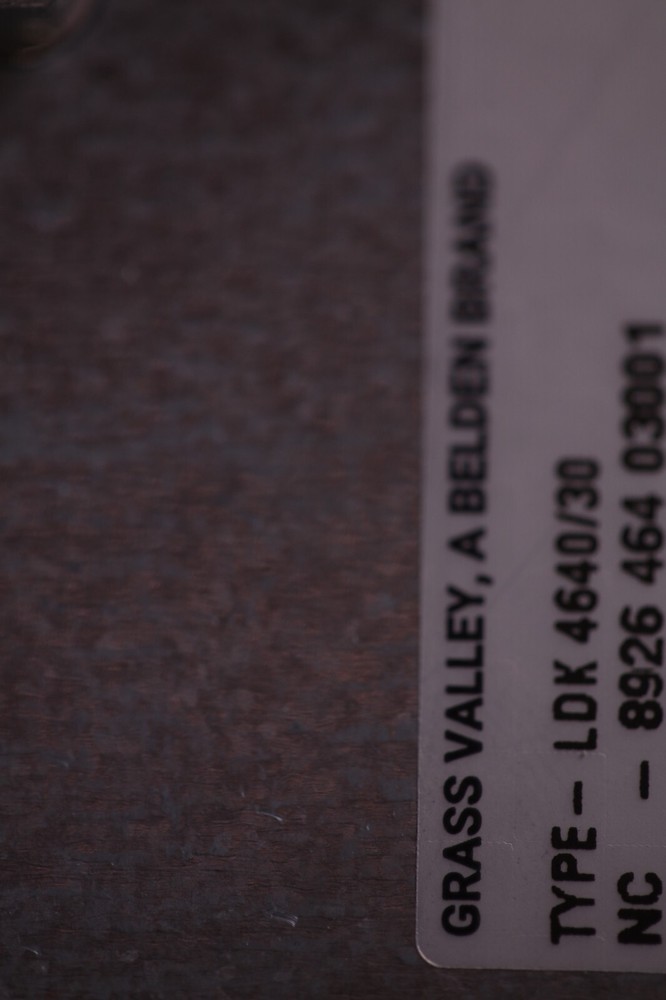 GRASS VALLEY, A BELDEN BRAND
TYPE - LDK 4640/30
NC - 8926 464 03001